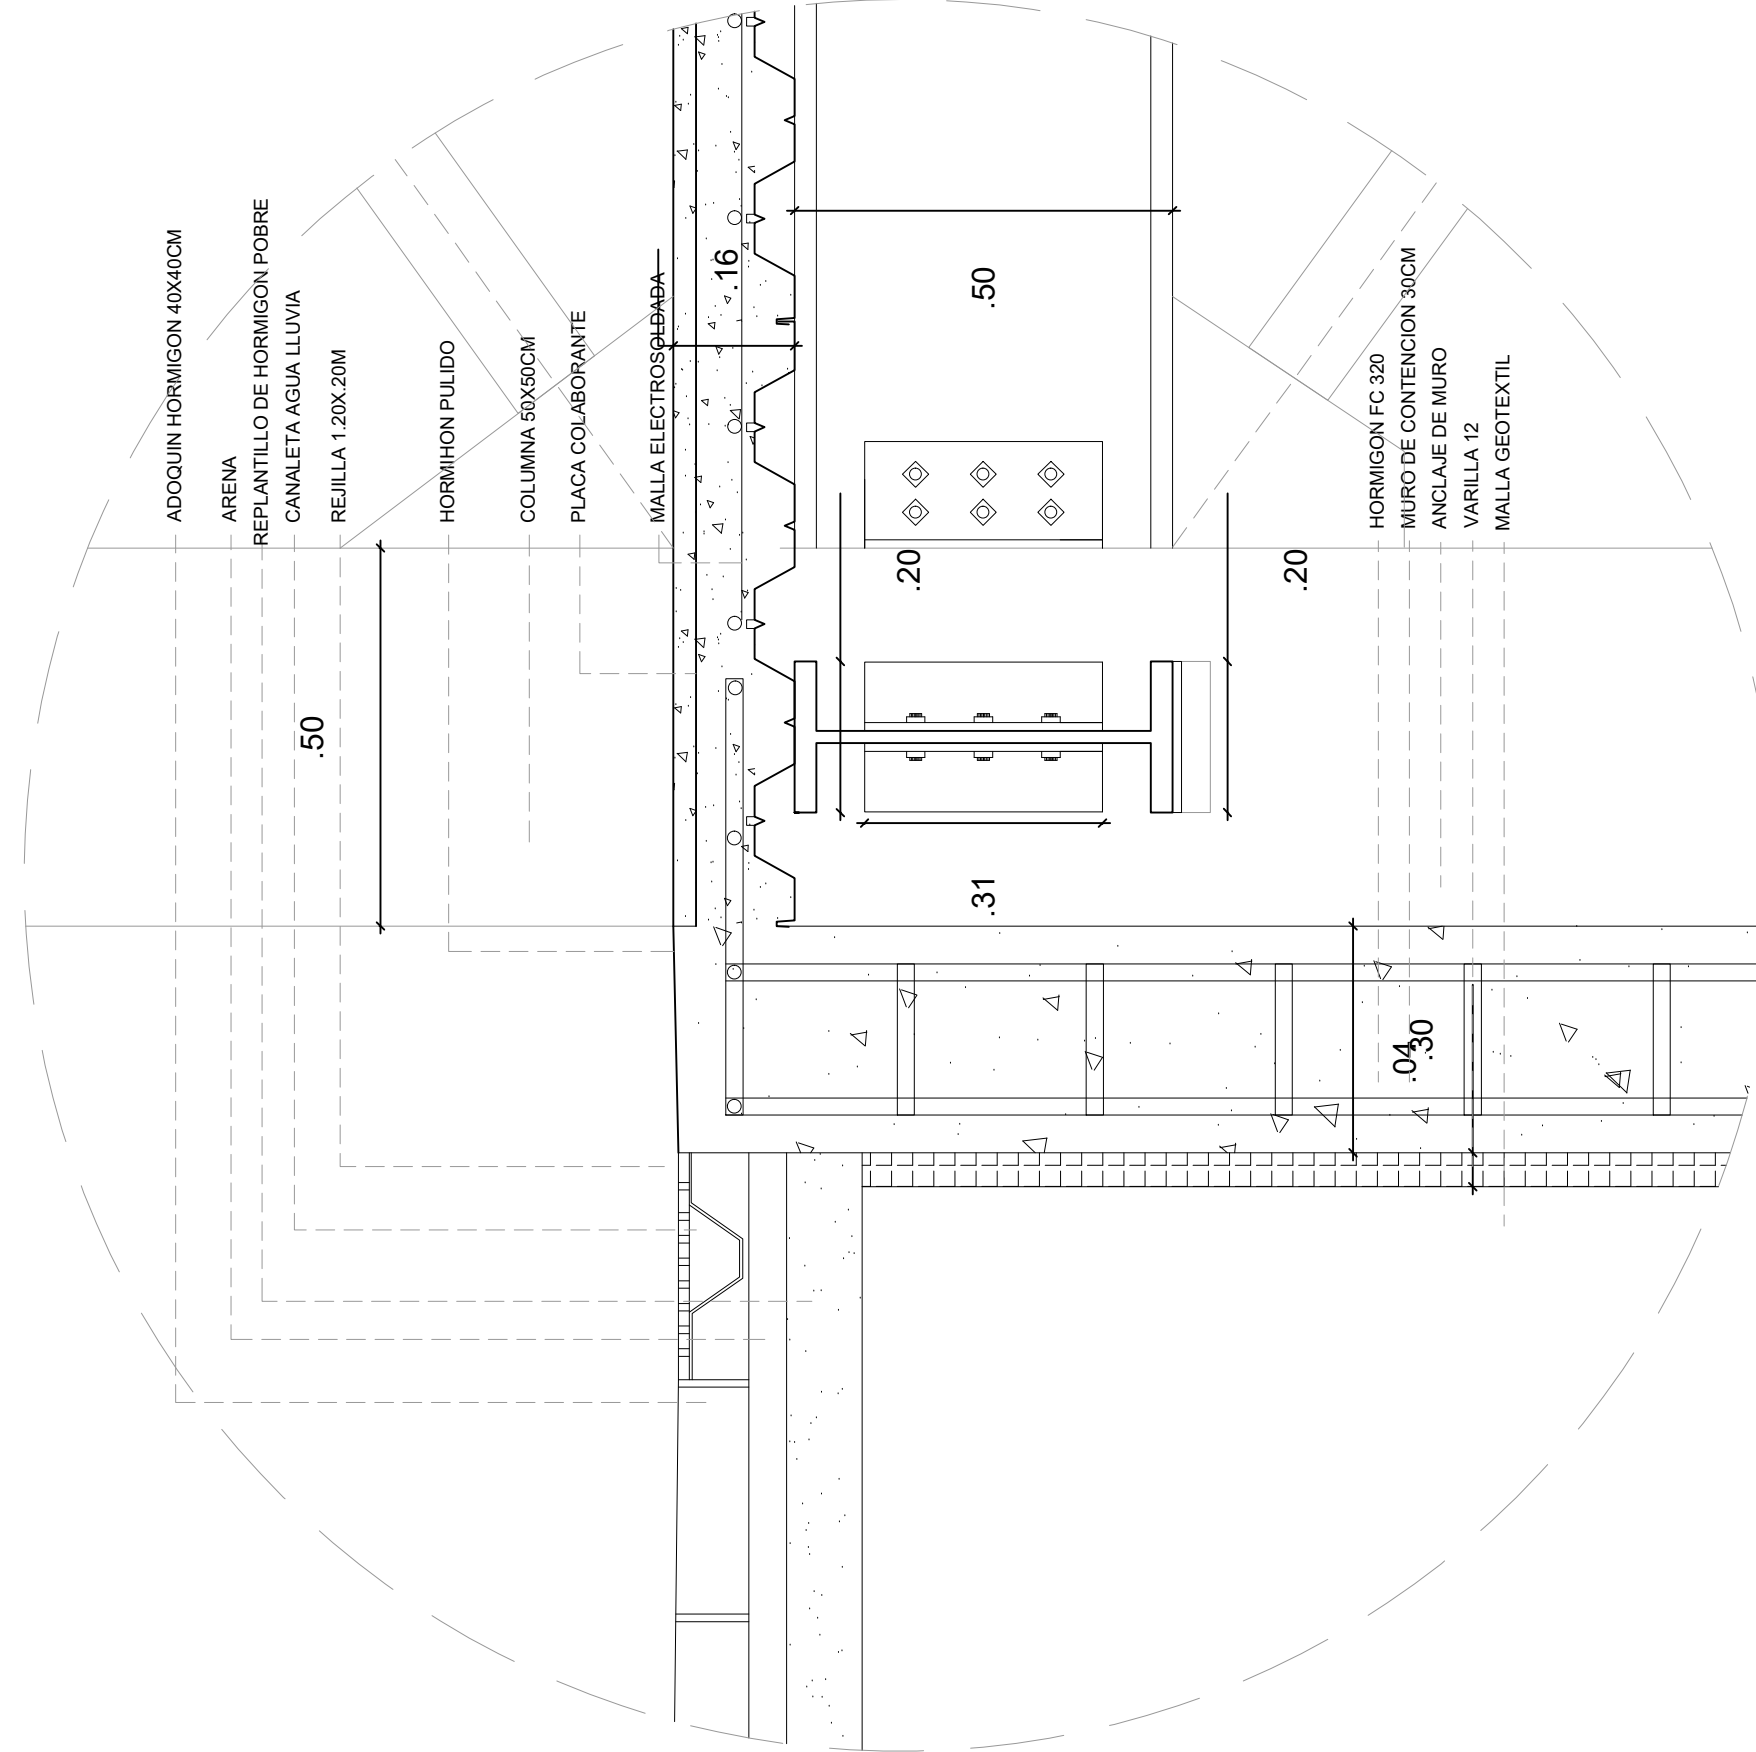 ADOQUIN HORMIGON 40X40CM
ARENA
REPLANTILLO DE HORMIGON POBRE
CANALETA AGUA LLUVIA
REJILLA 1.20X.20M
HORMIHON PULIDO
COLUMNA 50X50CM
PLACA COLABORANTE
MALLA ELECTROSOLDADA
.16
.50
HORMIGON FC 320
MURO DE CONTENCION 30CM
ANCLAJE DE MURO
VARILLA 12
MALLA GEOTEXTIL
.20
.20
.50
.31
.04
.30